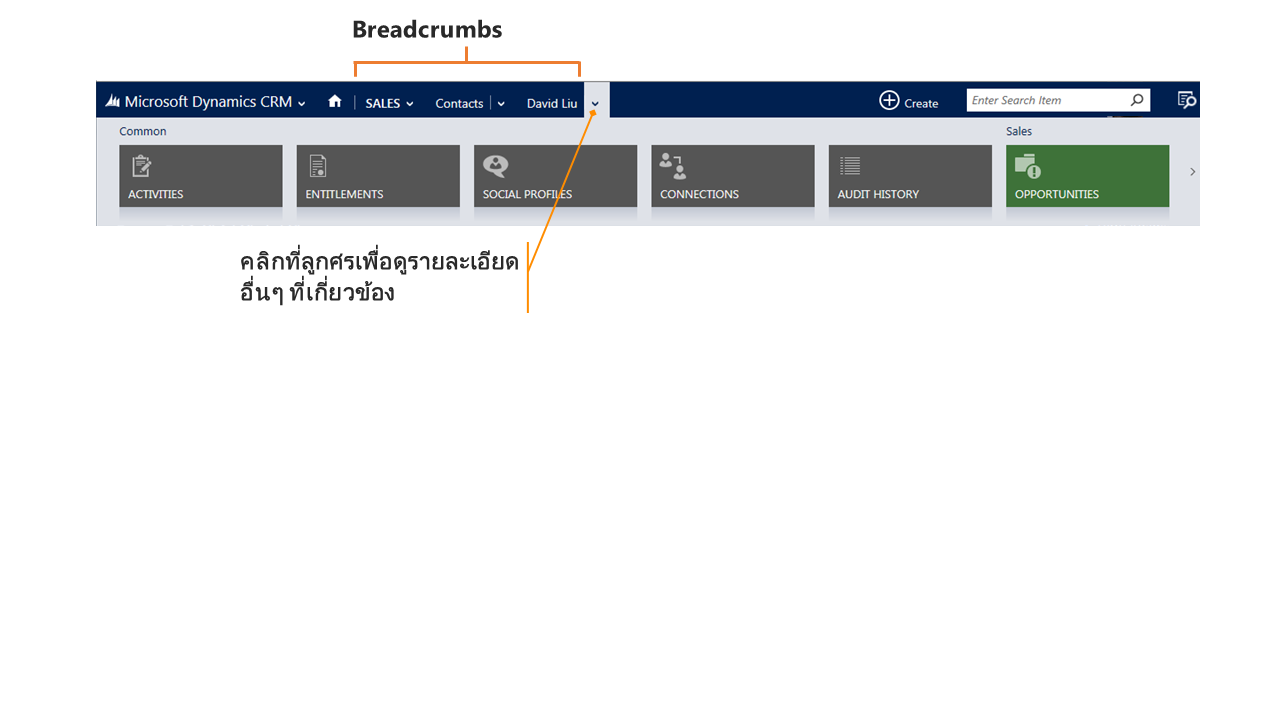 Breadcrumbs
Microsoft Dynamics CRM SALES Contacts David Liu Create Enter Search Item
Common Sales
ACTIVITIES ENTITLEMENTS SOCIAL PROFILES CONNECTIONS AUDIT HISTORY OPPORTUNITIES
คลิกที่ลูกศรเพื่อดูรายละเอียด
อื่นๆ ที่เกี่ยวข้อง